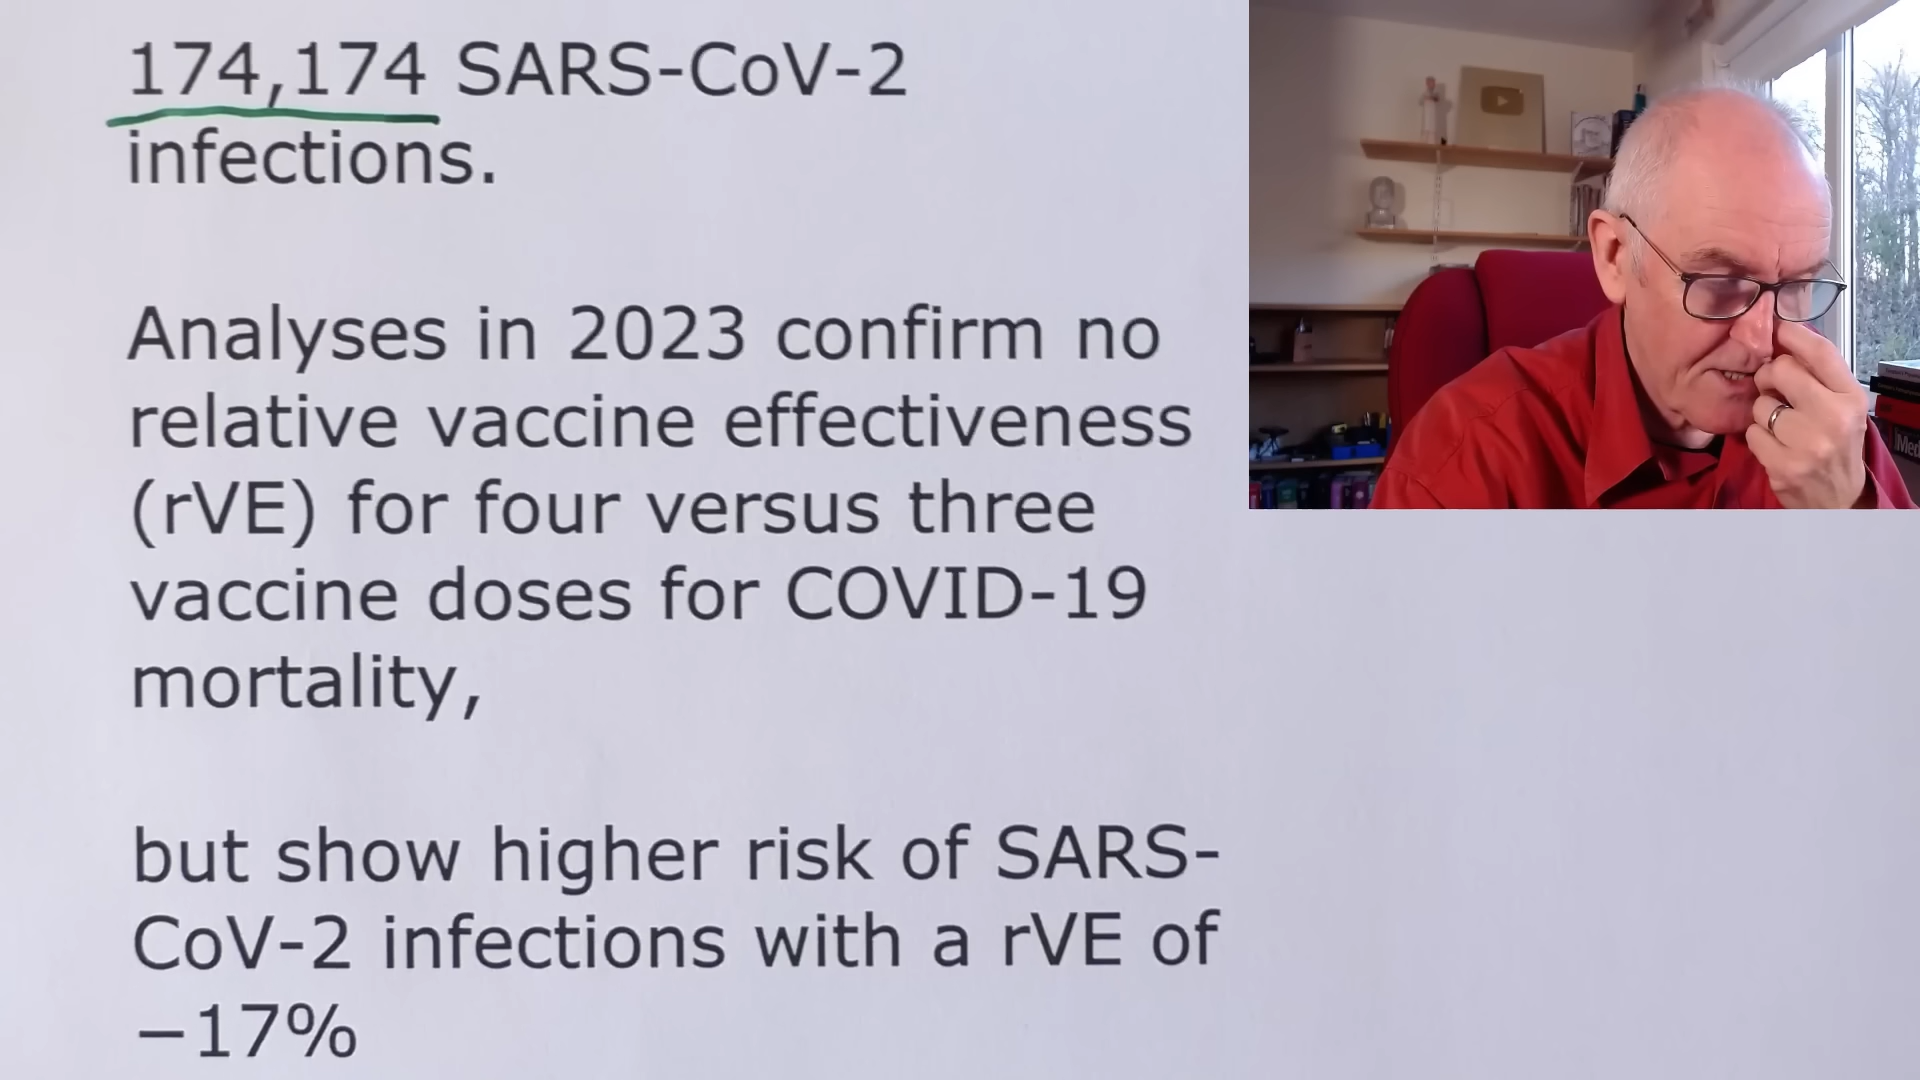 174,174 SARS-CoV-2
infections.
Analyses in 2023 confirm no
relative vaccine effectiveness
(rVE) for four versus three
vaccine doses for COVID-19
mortality,
but show higher risk of SARS-
CoV-2 infections with a rVE of
−17%